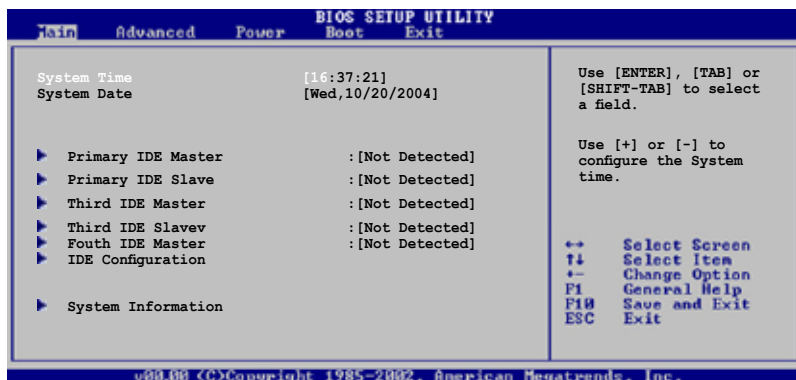 BIOS SETUP UTILITY
Main Advanced Power Boot Exit
System Time [16:37:21]
System Date [Wed,10/20/2004]
Primary IDE Master :[Not Detected]
Primary IDE Slave :[Not Detected]
Third IDE Master :[Not Detected]
Third IDE Slavev :[Not Detected]
Fouth IDE Master :[Not Detected]
IDE Configuration
System Information
Use [ENTER], [TAB] or
[SHIFT-TAB] to select
a field.
Use [+] or [-] to
configure the System
time.
↔ Select Screen
↑↓ Select Item
+- Change Option
F1 General Help
F10 Save and Exit
ESC Exit
v00.00 (C)Copyright 1985-2002, American Megatrends, Inc.